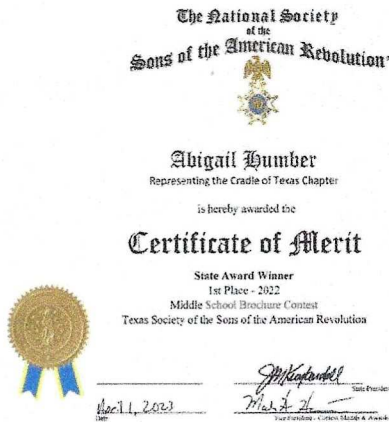 The National Society
of the
Sons of the American Revolution
Abigail Humber
Representing the Cradle of Texas Chapter
is hereby awarded the
Certificate of Merit
State Award Winner
1st Place - 2022
Middle School Brochure Contest
Texas Society of the Sons of the American Revolution
State President
April 1, 2023
Date
Vice President -